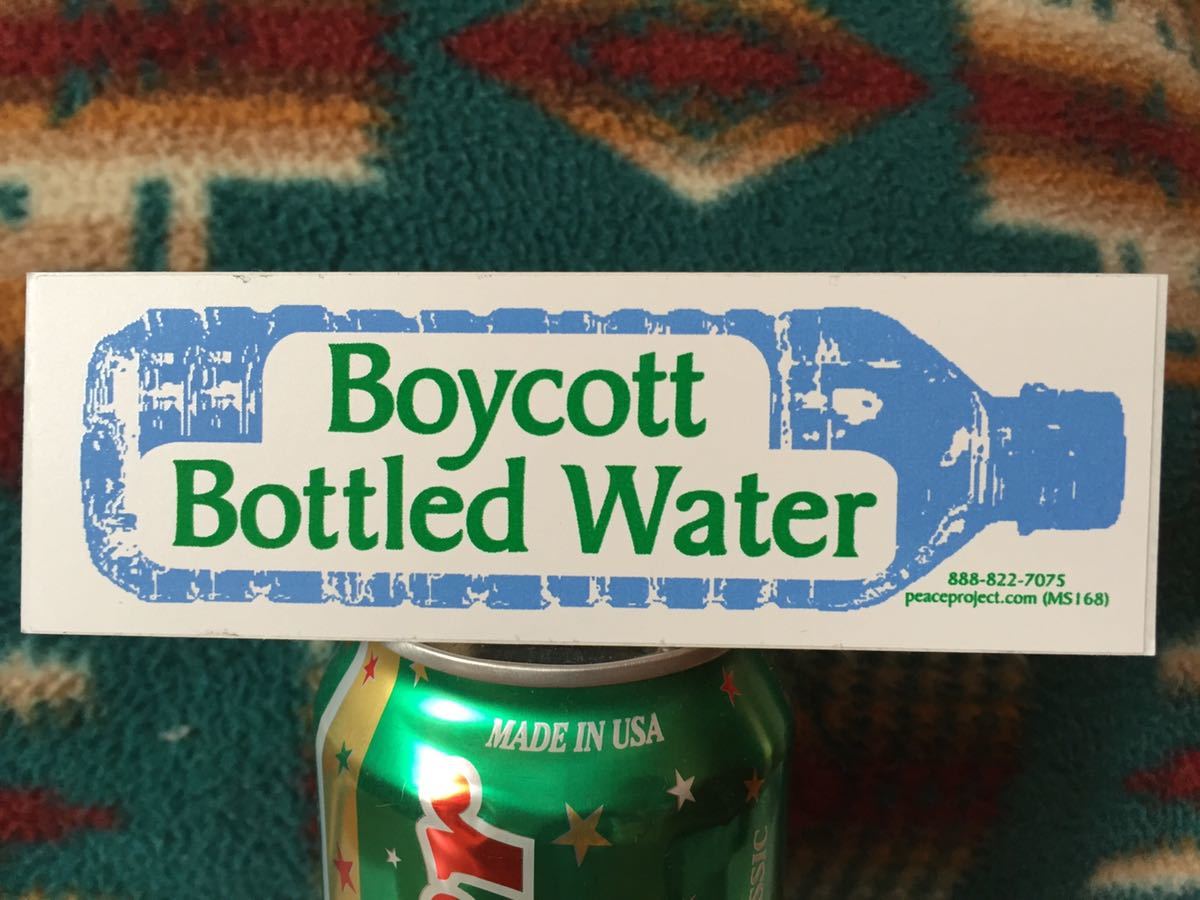 Boycott
Bottled Water
888-822-7075
peaceproject.com (MS168)
MADE IN USA